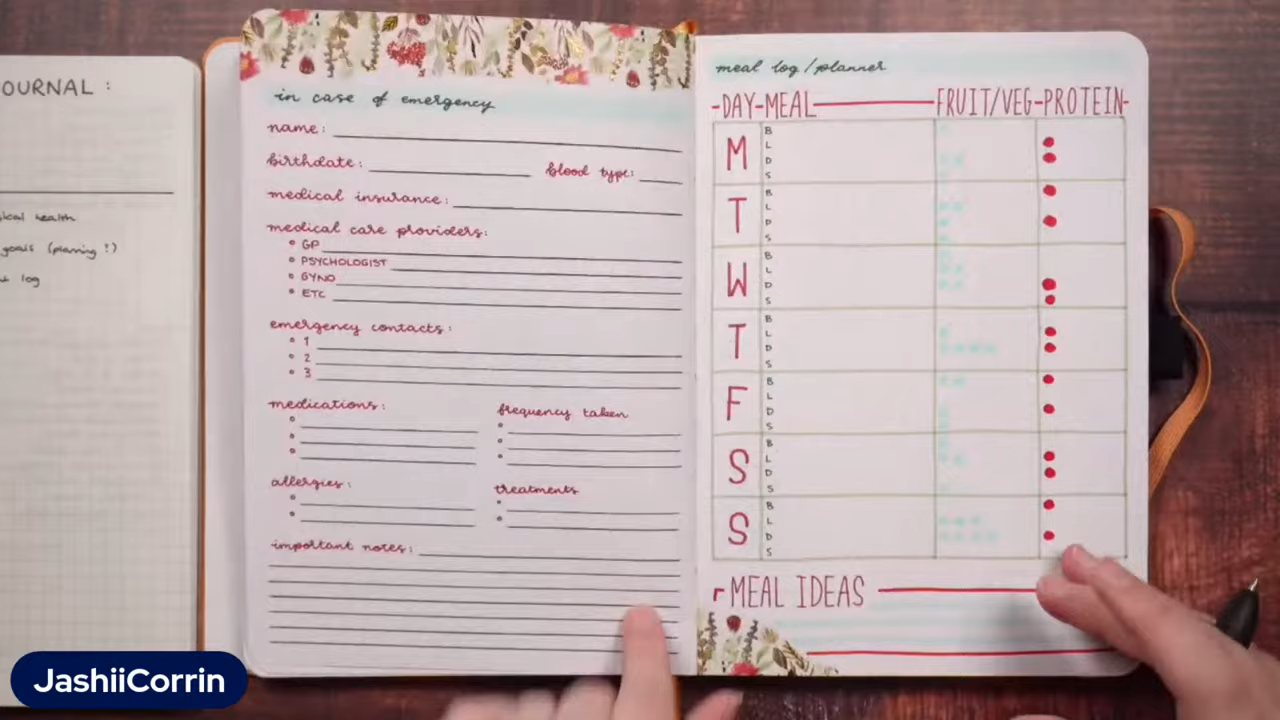 OURNAL :
goals (planning !)
log
in case of emergency
name:
birthdate: blood type:
medical insurance:
medical care providers:
GP
PSYCHOLOGIST
GYNO
ETC
emergency contacts:
1
2
3
medications: frequency taken
allergies: treatments
important notes:
meal log/planner
DAY-MEAL FRUIT/VEG-PROTEIN
M
B
L
D
S
T
B
L
D
S
W
B
L
D
S
T
B
L
D
S
F
B
L
D
S
S
B
L
D
S
S
B
L
D
S
MEAL IDEAS
JashiiCorrin